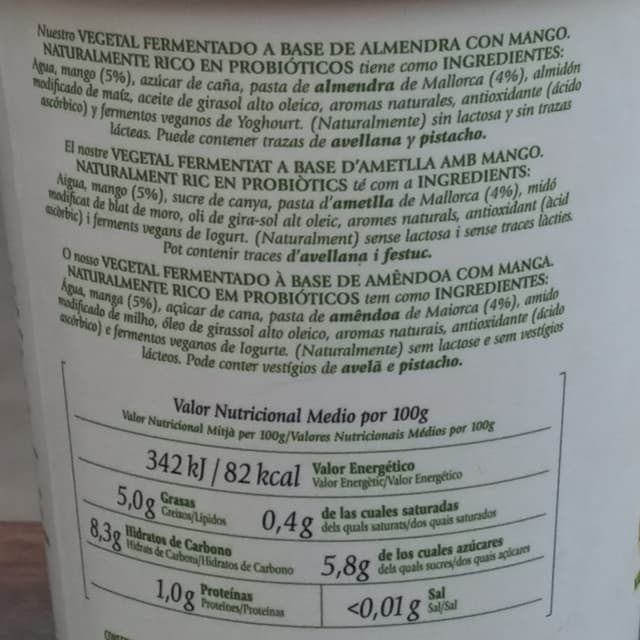 Nuestro VEGETAL FERMENTADO A BASE DE ALMENDRA CON MANGO.
NATURALMENTE RICO EN PROBIÓTICOS tiene como INGREDIENTES:
Agua, mango (5%), azúcar de caña, pasta de almendra de Mallorca (4%), almidón
modificado de maíz, aceite de girasol alto oleico, aromas naturales, antioxidante (ácido
ascórbico) y fermentos veganos de Yoghourt. (Naturalmente) sin lactosa y sin trazas
lácteas. Puede contener trazas de avellana y pistacho.
El nostre VEGETAL FERMENTAT A BASE D'AMETLLA AMB MANGO.
NATURALMENT RIC EN PROBIÒTICS té com a INGREDIENTS:
Aigua, mango (5%), sucre de canya, pasta d'ametlla de Mallorca (4%), midó
modificat de blat de moro, oli de gira-sol alt oleic, aromes naturals, antioxidant (àcid
ascòrbic) i ferments vegans de Iogurt. (Naturalment) sense lactosa i sense traces làcties.
Pot contenir traces d'avellana i festuc.
O nosso VEGETAL FERMENTADO À BASE DE AMÊNDOA COM MANGA.
NATURALMENTE RICO EM PROBIÓTICOS tem como INGREDIENTES:
Água, manga (5%), açúcar de cana, pasta de amêndoa de Maiorca (4%), amido
modificado de milho, óleo de girassol alto oleico, aromas naturais, antioxidante (ácido
ascórbico) e fermentos veganos de Iogurte. (Naturalmente) sem lactose e sem vestígios
lácteos. Pode conter vestígios de avelã e pistacho.
Valor Nutricional Medio por 100g
Valor Nutricional Mitjà per 100g/Valores Nutricionais Médios por 100g
342 kJ / 82 kcal Valor Energético
Valor Energètic/Valor Energético
5,0g Grasas
Greixos/Lípidos
0,4g de las cuales saturadas
dels quals saturats/dos quais saturados
8,3g Hidratos de Carbono
Hidrats de Carboni/Hidratos de Carbono
5,8g de los cuales azúcares
dels quals sucres/dos quais açúcares
1,0g Proteínas
Proteïnes/Proteínas
<0,01g Sal
Sal/Sal